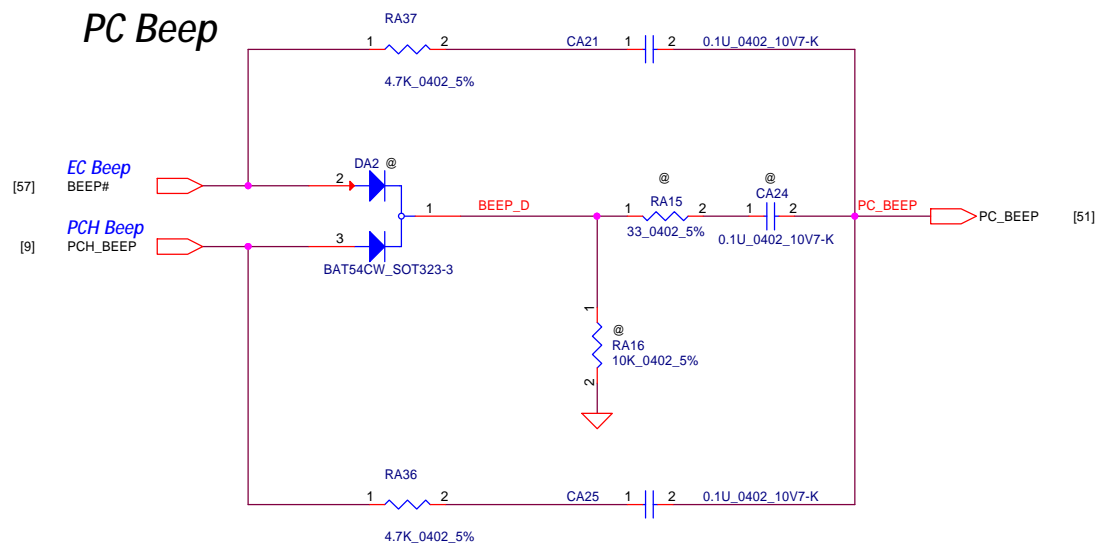 PC Beep
RA37
1 2
4.7K_0402_5%
CA21 1 2 0.1U_0402_10V7-K
EC Beep
[57] BEEP#
DA2 @
2
PCH Beep
[9] PCH_BEEP
3
1
BAT54CW_SOT323-3
BEEP_D
@
RA15
1 2
33_0402_5%
@
CA24
1 2
0.1U_0402_10V7-K
PC_BEEP
PC_BEEP [51]
1
@
RA16
10K_0402_5%
2
RA36
1 2
4.7K_0402_5%
CA25 1 2 0.1U_0402_10V7-K